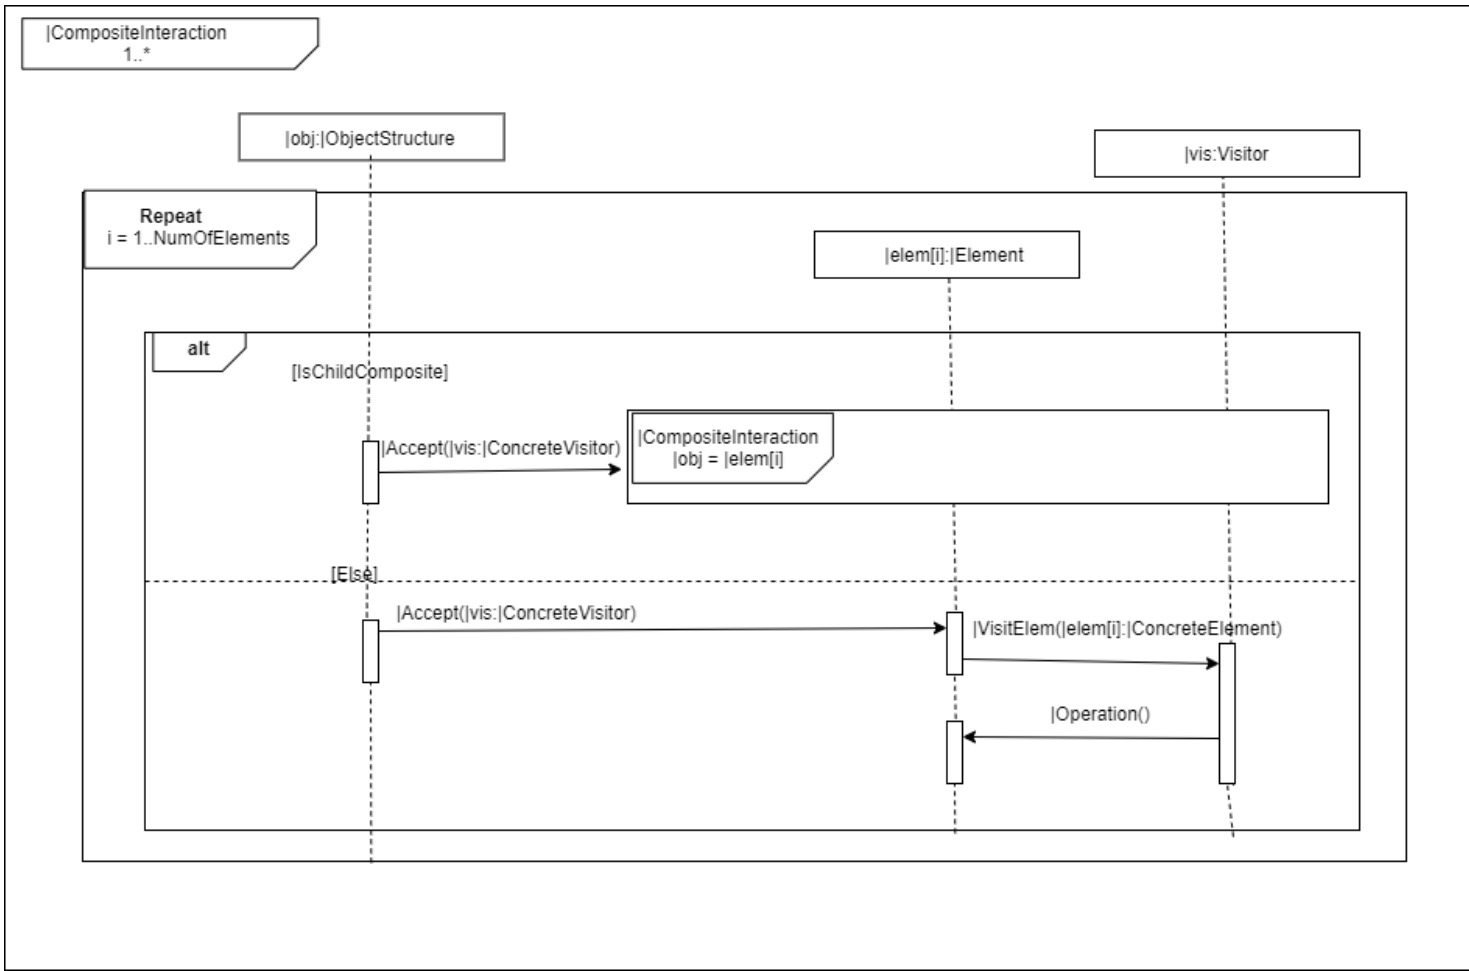 |CompositeInteraction
1..*
|obj:|ObjectStructure
|vis:Visitor
Repeat
i = 1..NumOfElements
|elem[i]:|Element
alt
[IsChildComposite]
|Accept(|vis:|ConcreteVisitor)
|CompositeInteraction
|obj = |elem[i]
[Else]
|Accept(|vis:|ConcreteVisitor)
|VisitElem(|elem[i]:|ConcreteElement)
|Operation()